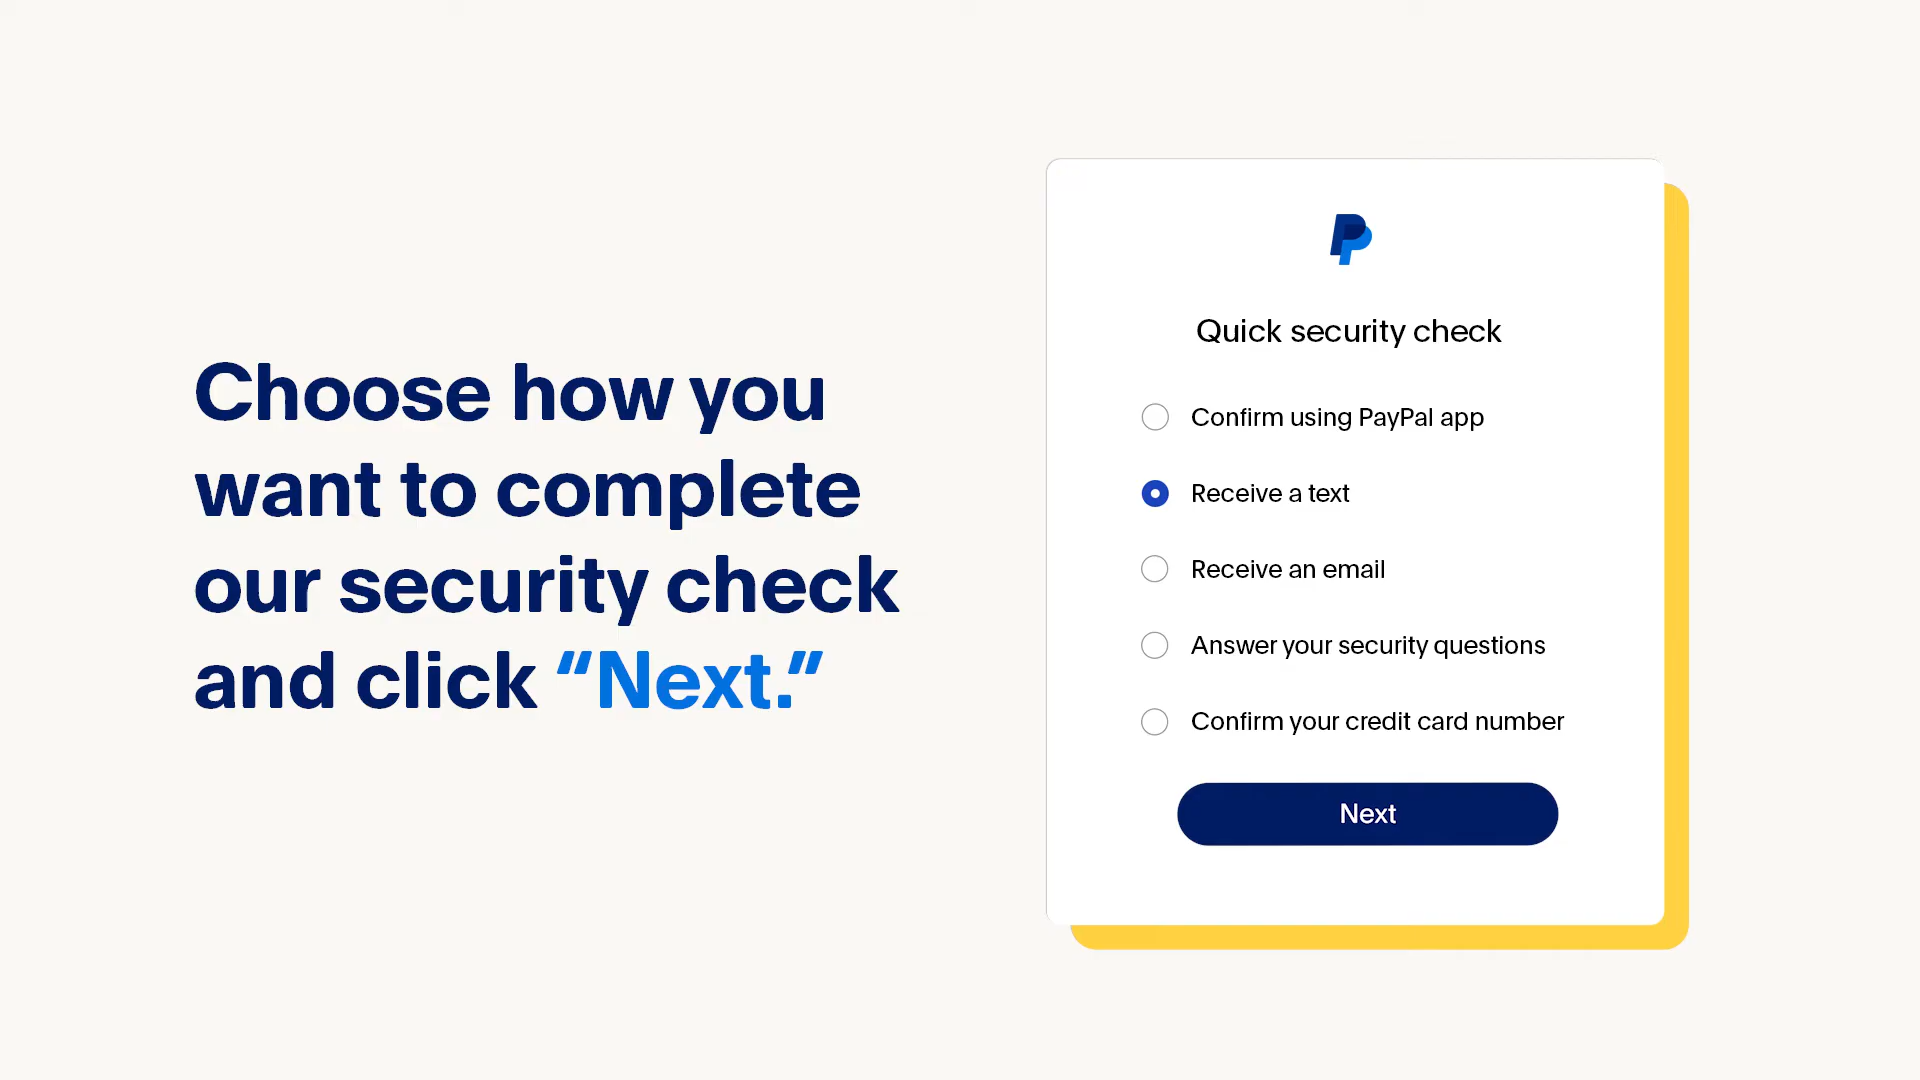 Choose how you
want to complete
our security check
and click “Next.”
Quick security check
Confirm using PayPal app
Receive a text
Receive an email
Answer your security questions
Confirm your credit card number
Next